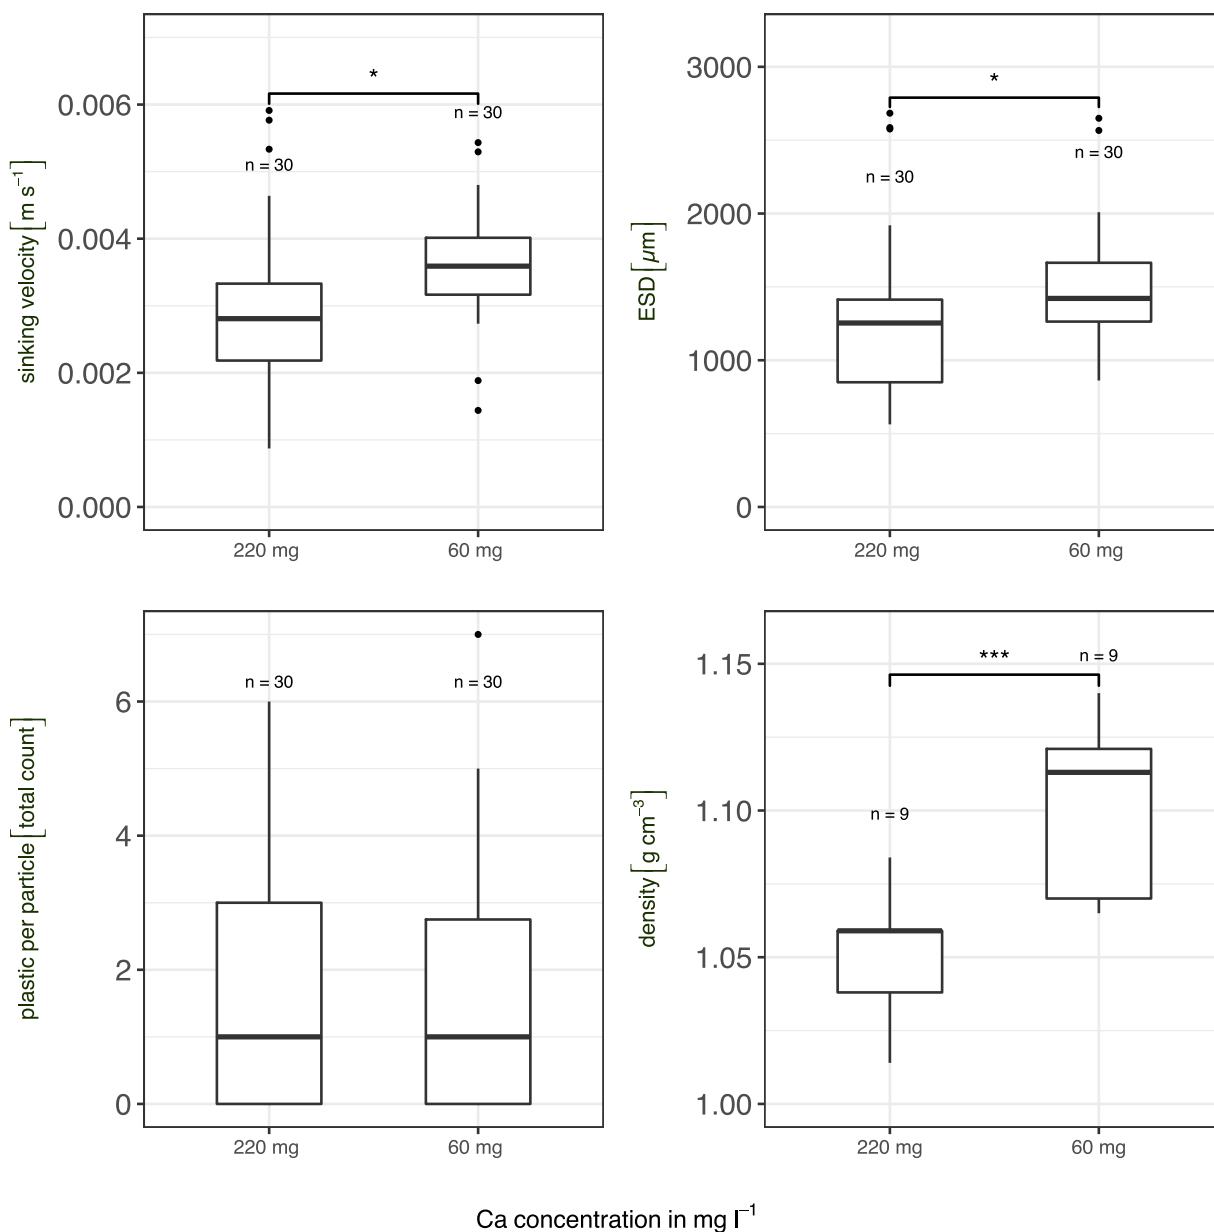 sinking velocity [m s⁻¹]
0.006
0.004
0.002
0.000
*
n = 30
n = 30
220 mg
60 mg
ESD [µm]
3000
2000
1000
0
*
n = 30
n = 30
220 mg
60 mg
plastic per particle [total count]
6
4
2
0
n = 30
n = 30
220 mg
60 mg
density [g cm⁻³]
1.15
1.10
1.05
1.00
***
n = 9
n = 9
220 mg
60 mg
Ca concentration in mg l⁻¹